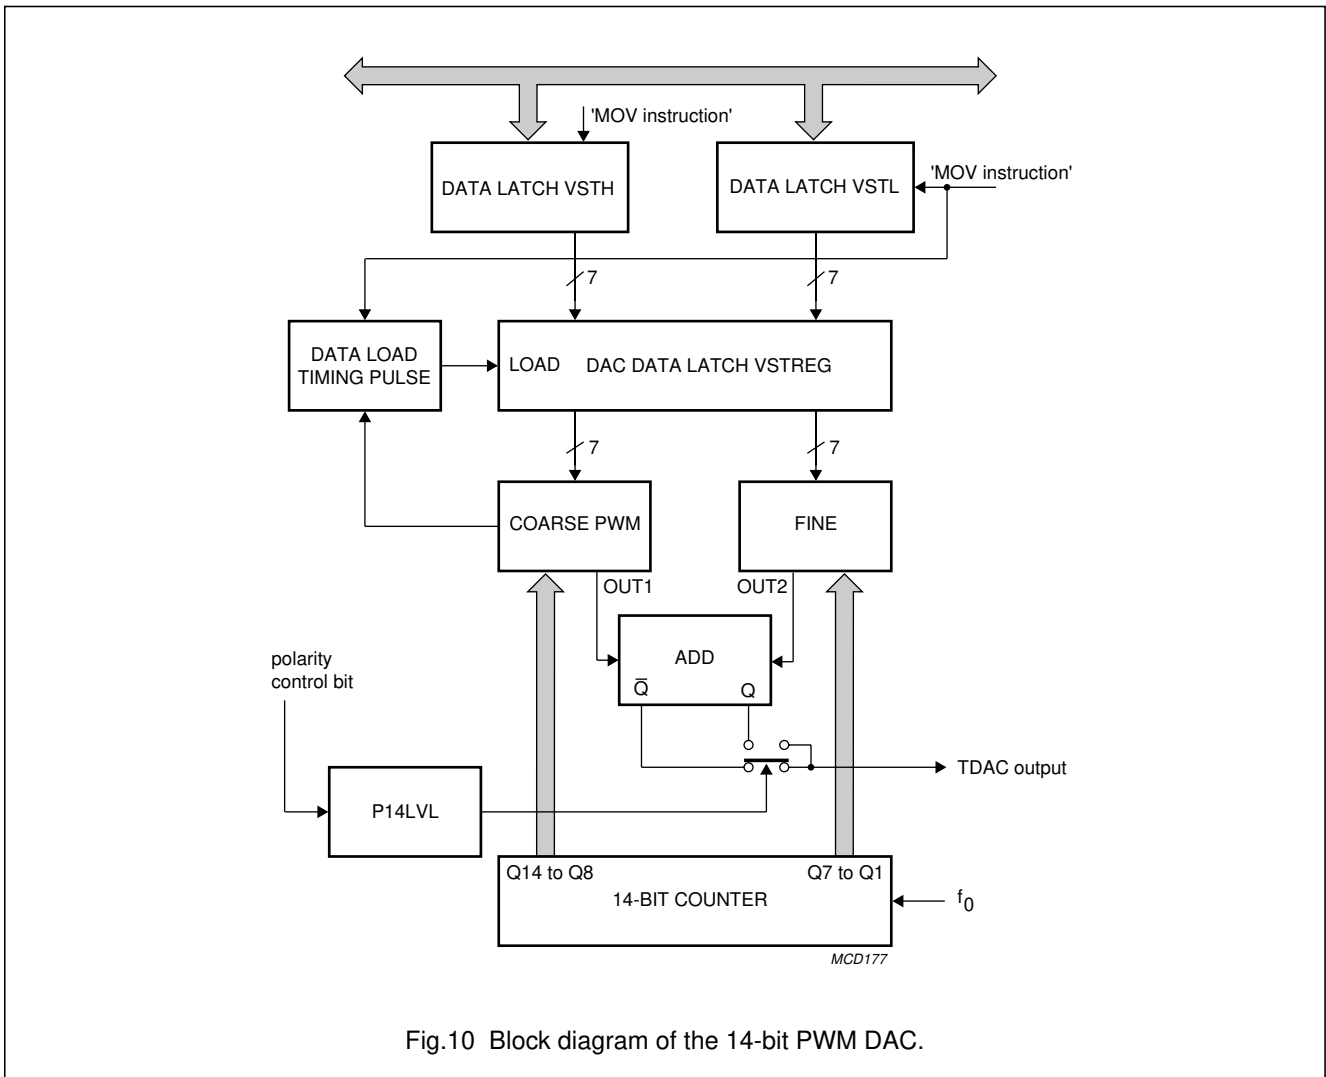 'MOV instruction'
DATA LATCH VSTH
DATA LATCH VSTL
'MOV instruction'
7
7
DATA LOAD
TIMING PULSE
LOAD
DAC DATA LATCH VSTREG
7
7
COARSE PWM
FINE
OUT1
OUT2
ADD
Q̅
Q
polarity
control bit
TDAC output
P14LVL
Q14 to Q8
Q7 to Q1
14-BIT COUNTER
f0
MCD177
Fig.10 Block diagram of the 14-bit PWM DAC.